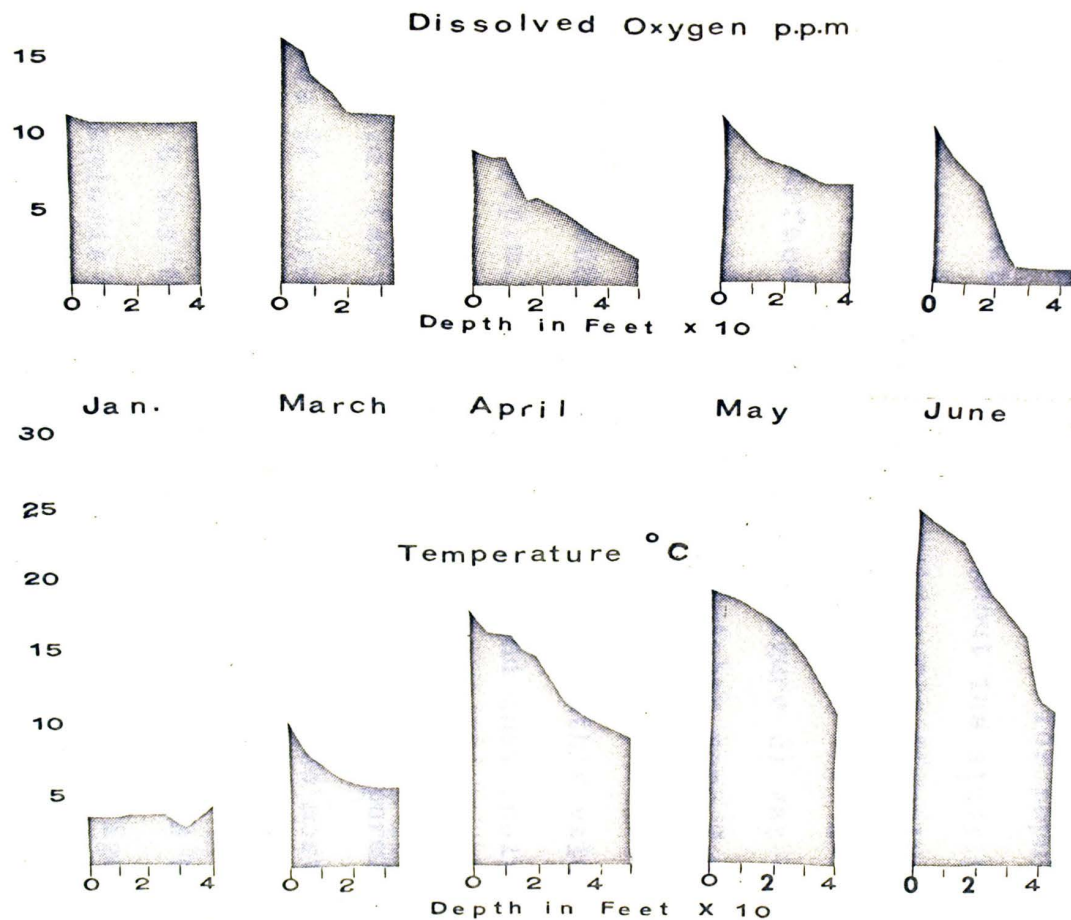 Dissolved Oxygen p.p.m
15
10
5
0 2 4
0 2
0 2 4
0 2 4
0 2 4
Depth in Feet x 10
Jan. March April May June
30
25
Temperature °C
20
15
10
5
0 2 4
0 2
0 2 4
0 2 4
0 2 4
Depth in Feet X 10